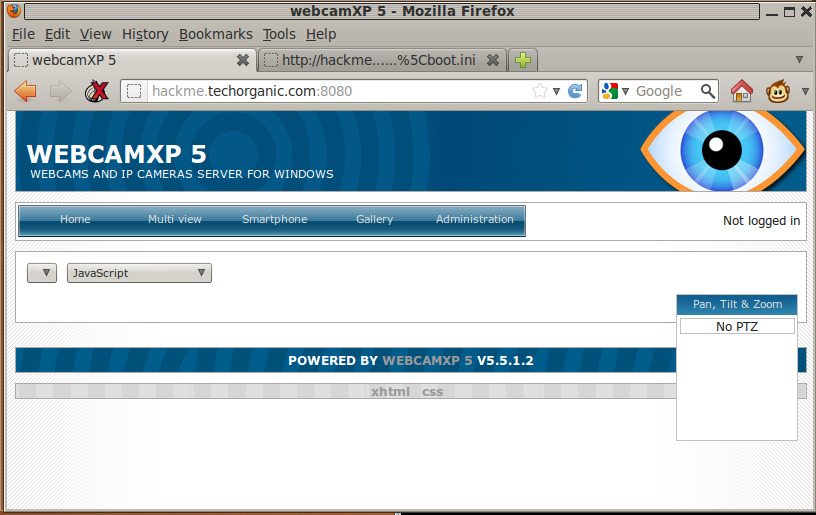 webcamXP 5 - Mozilla Firefox
File Edit View History Bookmarks Tools Help
webcamXP 5 http://hackme......%5Cboot.ini
hackme.techorganic.com:8080 Google
WEBCAMXP 5
WEBCAMS AND IP CAMERAS SERVER FOR WINDOWS
Home Multi view Smartphone Gallery Administration Not logged in
JavaScript
Pan, Tilt & Zoom
No PTZ
POWERED BY WEBCAMXP 5 V5.5.1.2
xhtml css